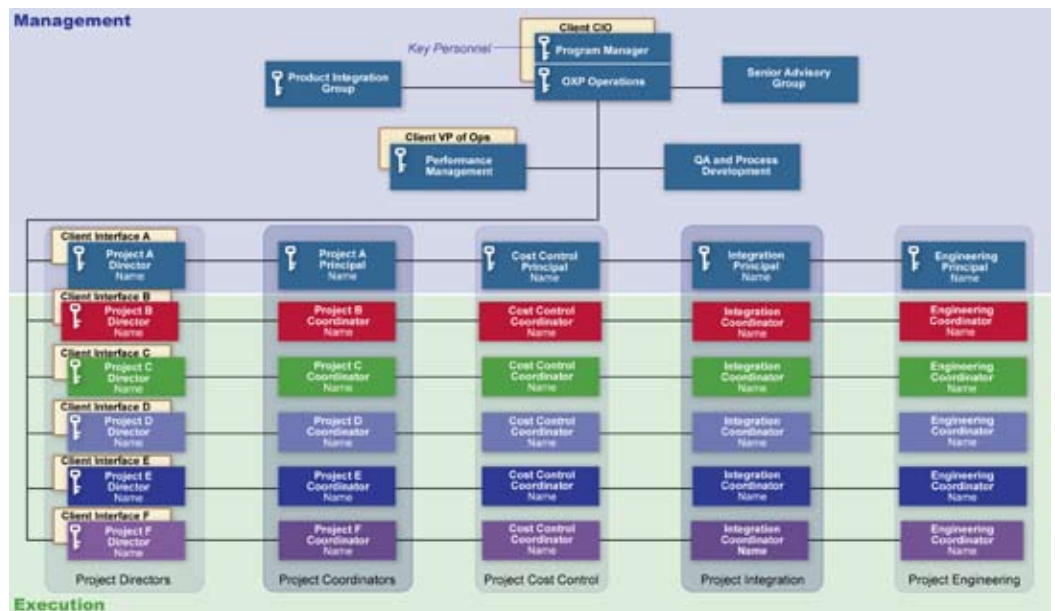 Management
Client CIO
Key Personnel
Program Manager
OXP Operations
Product Integration
Group
Senior Advisory
Group
Client VP of Ops
Performance
Management
QA and Process
Development
Client Interface A
Project A
Director
Name
Project A
Principal
Name
Cost Control
Principal
Name
Integration
Principal
Name
Engineering
Principal
Name
Client Interface B
Project B
Director
Name
Project B
Coordinator
Name
Cost Control
Coordinator
Name
Integration
Coordinator
Name
Engineering
Coordinator
Name
Client Interface C
Project C
Director
Name
Project C
Coordinator
Name
Cost Control
Coordinator
Name
Integration
Coordinator
Name
Engineering
Coordinator
Name
Client Interface D
Project D
Director
Name
Project D
Coordinator
Name
Cost Control
Coordinator
Name
Integration
Coordinator
Name
Engineering
Coordinator
Name
Client Interface E
Project E
Director
Name
Project E
Coordinator
Name
Cost Control
Coordinator
Name
Integration
Coordinator
Name
Engineering
Coordinator
Name
Client Interface F
Project F
Director
Name
Project F
Coordinator
Name
Cost Control
Coordinator
Name
Integration
Coordinator
Name
Engineering
Coordinator
Name
Project Directors
Project Coordinators
Project Cost Control
Project Integration
Project Engineering
Execution